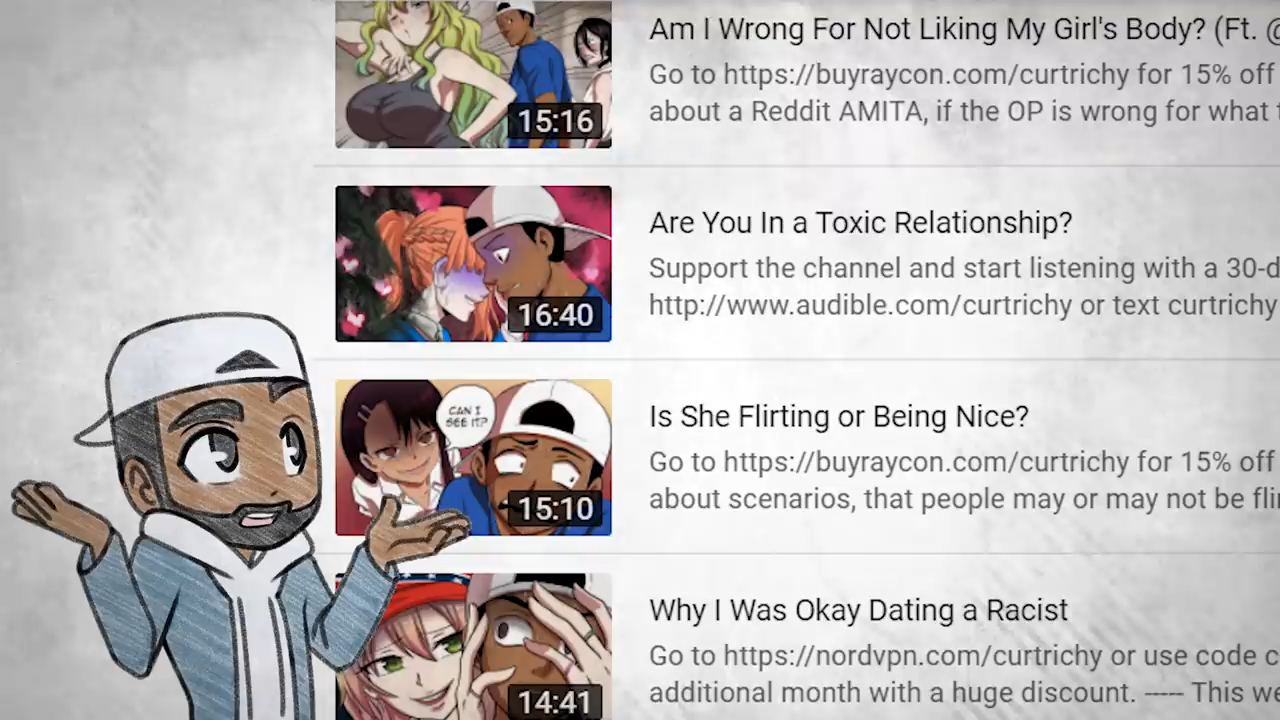 Am I Wrong For Not Liking My Girl's Body? (Ft. @
Go to https://buyraycon.com/curtrichy for 15% off
about a Reddit AMITA, if the OP is wrong for what
15:16
Are You In a Toxic Relationship?
Support the channel and start listening with a 30-d
http://www.audible.com/curtrichy or text curtrichy
16:40
Is She Flirting or Being Nice?
Go to https://buyraycon.com/curtrichy for 15% off
about scenarios, that people may or may not be fli
CAN I
SEE IT?
15:10
Why I Was Okay Dating a Racist
Go to https://nordvpn.com/curtrichy or use code c
additional month with a huge discount. ----- This we
14:41